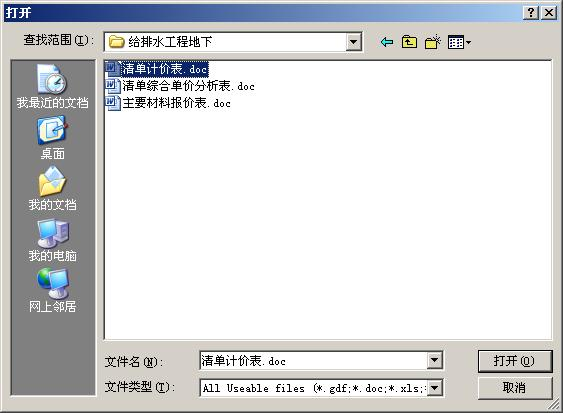 打开
查找范围(I):
给排水工程地下
清单计价表.doc
清单综合单价分析表.doc
主要材料报价表.doc
我最近的文档
桌面
我的文档
我的电脑
网上邻居
文件名(N):
清单计价表.doc
打开(O)
文件类型(T):
All Useable files (*.gdf;*.doc;*.xls;
取消